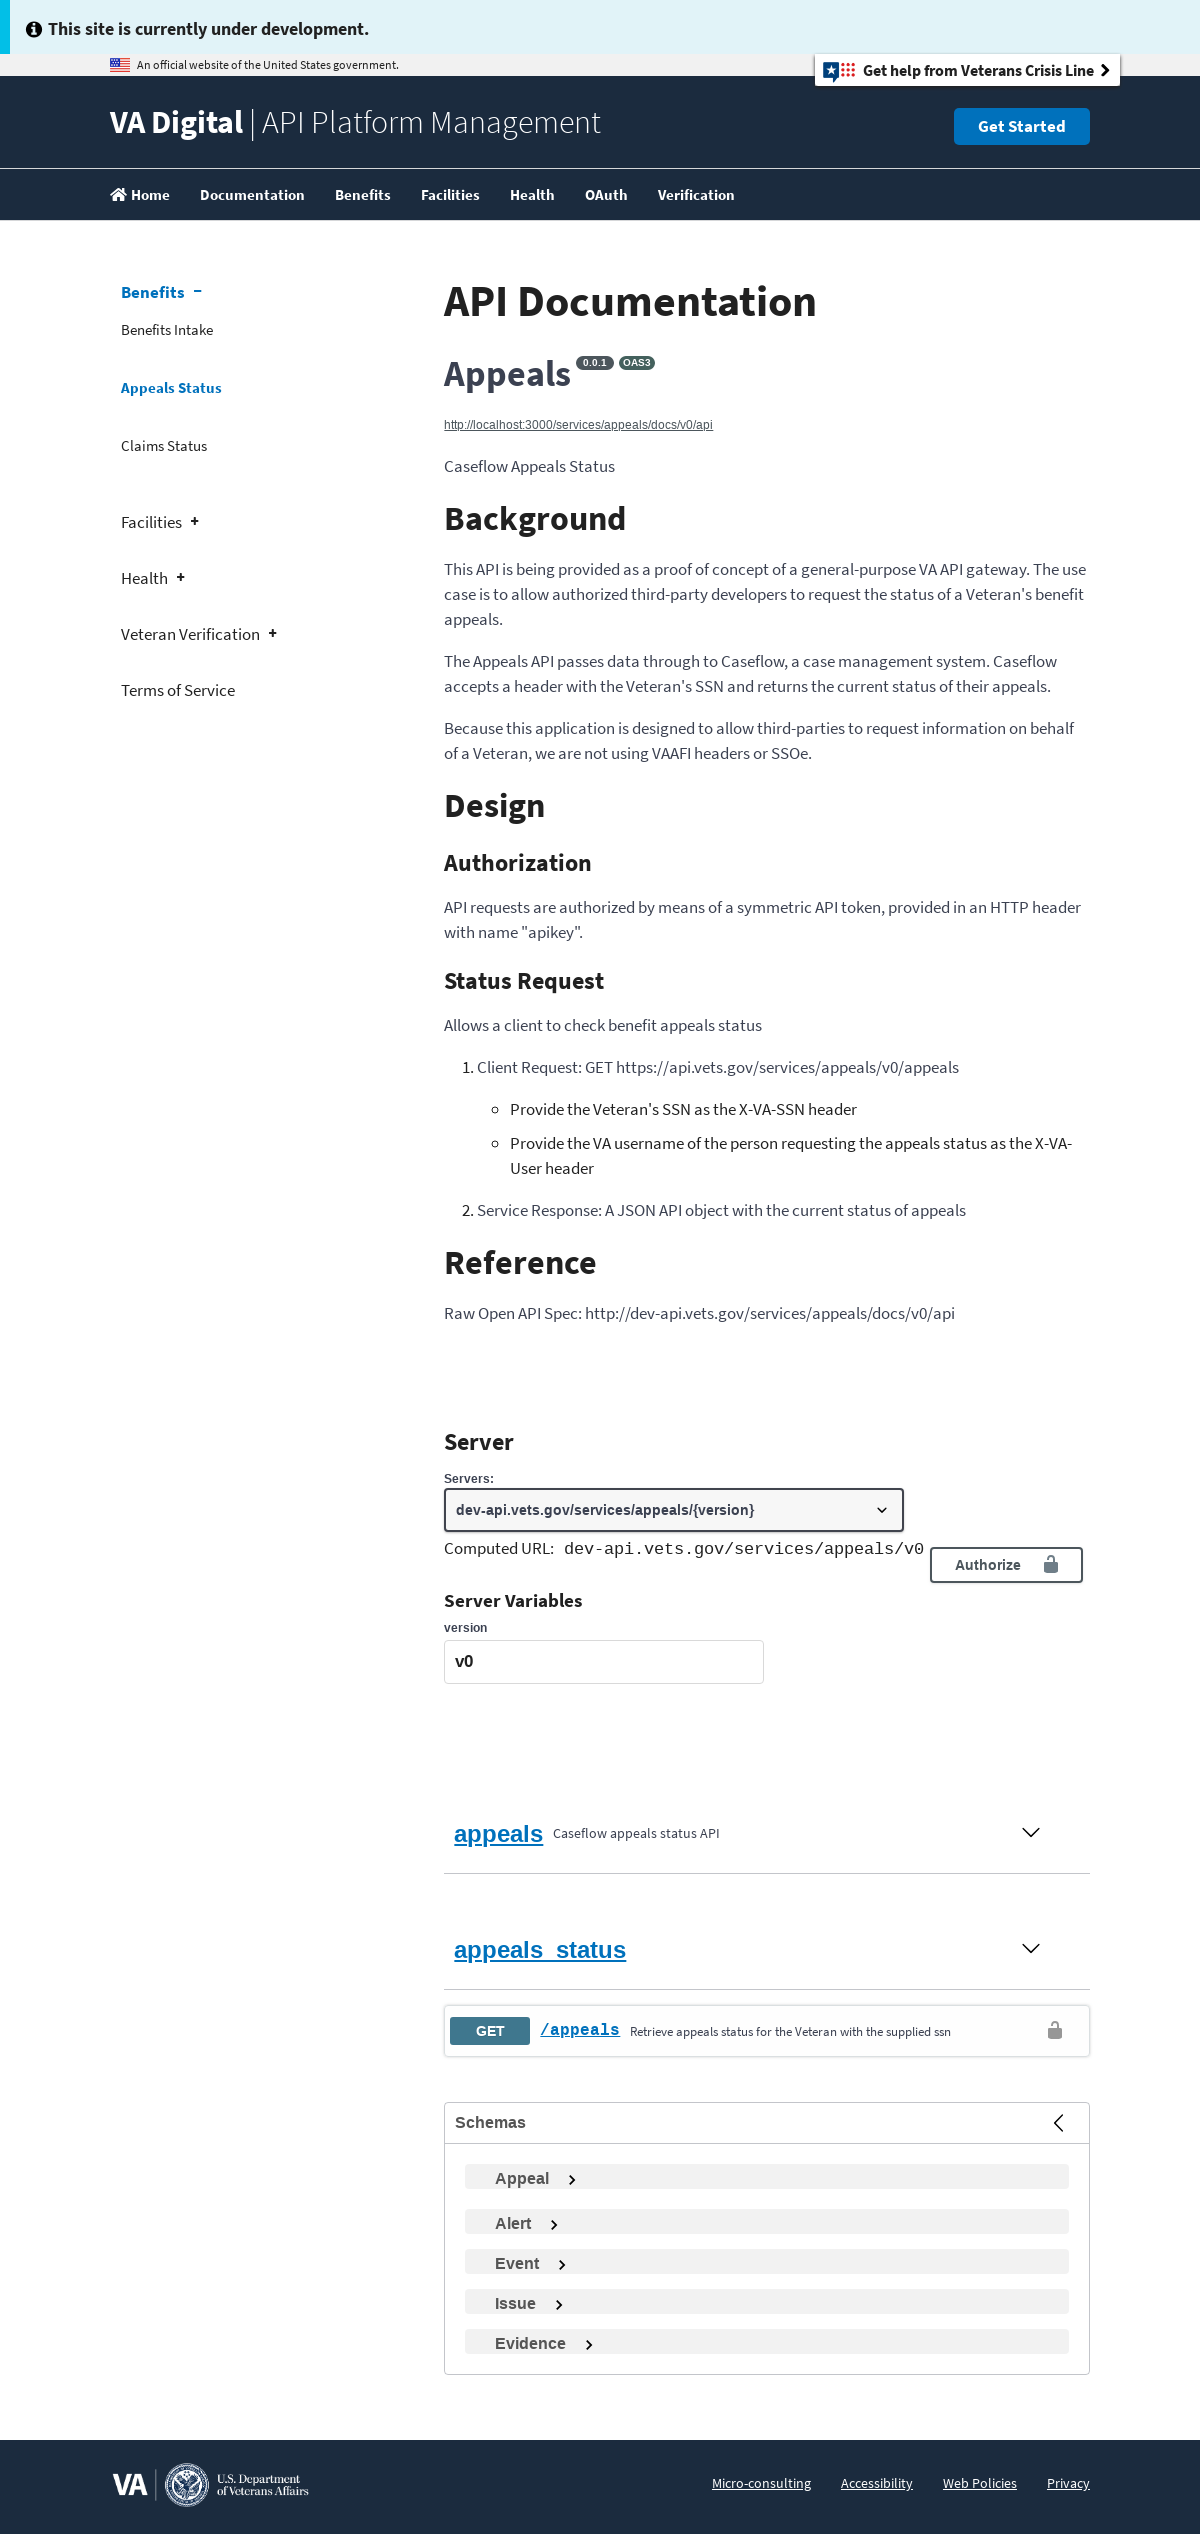 This site is currently under development.
An official website of the United States government.
Get help from Veterans Crisis Line
VA Digital | API Platform Management
Get Started
Home Documentation Benefits Facilities Health OAuth Verification
Benefits −
Benefits Intake
Appeals Status
Claims Status
Facilities +
Health +
Veteran Verification +
Terms of Service
API Documentation
Appeals 0.0.1 OAS3
http://localhost:3000/services/appeals/docs/v0/api
Caseflow Appeals Status
Background
This API is being provided as a proof of concept of a general-purpose VA API gateway. The use
case is to allow authorized third-party developers to request the status of a Veteran's benefit
appeals.
The Appeals API passes data through to Caseflow, a case management system. Caseflow
accepts a header with the Veteran's SSN and returns the current status of their appeals.
Because this application is designed to allow third-parties to request information on behalf
of a Veteran, we are not using VAAFI headers or SSOe.
Design
Authorization
API requests are authorized by means of a symmetric API token, provided in an HTTP header
with name "apikey".
Status Request
Allows a client to check benefit appeals status
1. Client Request: GET https://api.vets.gov/services/appeals/v0/appeals
◦ Provide the Veteran's SSN as the X-VA-SSN header
◦ Provide the VA username of the person requesting the appeals status as the X-VA-
User header
2. Service Response: A JSON API object with the current status of appeals
Reference
Raw Open API Spec: http://dev-api.vets.gov/services/appeals/docs/v0/api
Server
Servers:
dev-api.vets.gov/services/appeals/{version}
Computed URL: dev-api.vets.gov/services/appeals/v0
Authorize
Server Variables
version
v0
appeals Caseflow appeals status API
appeals_status
GET /appeals Retrieve appeals status for the Veteran with the supplied ssn
Schemas
Appeal
Alert
Event
Issue
Evidence
VA
U.S. Department
of Veterans Affairs
Micro-consulting Accessibility Web Policies Privacy